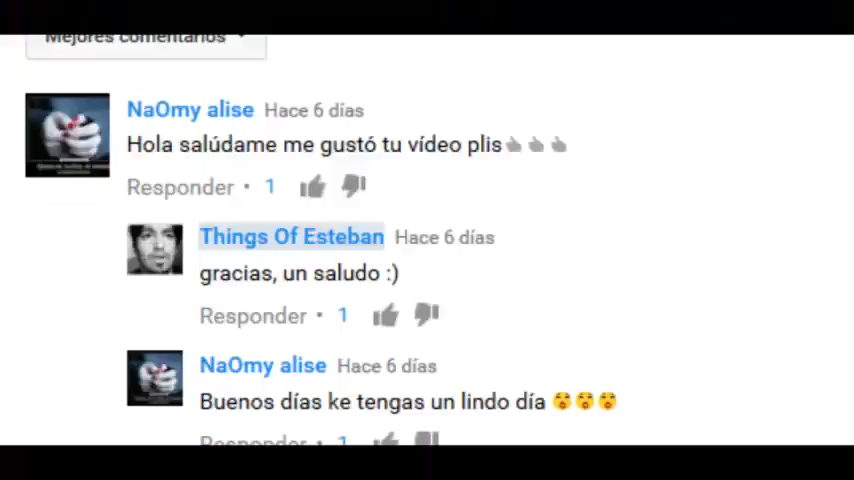 Mejores comentarios
NaOmy alise Hace 6 días
Hola salúdame me gustó tu vídeo plis
Responder • 1
Things Of Esteban Hace 6 días
gracias, un saludo :)
Responder • 1
NaOmy alise Hace 6 días
Buenos días ke tengas un lindo día
Responder • 1